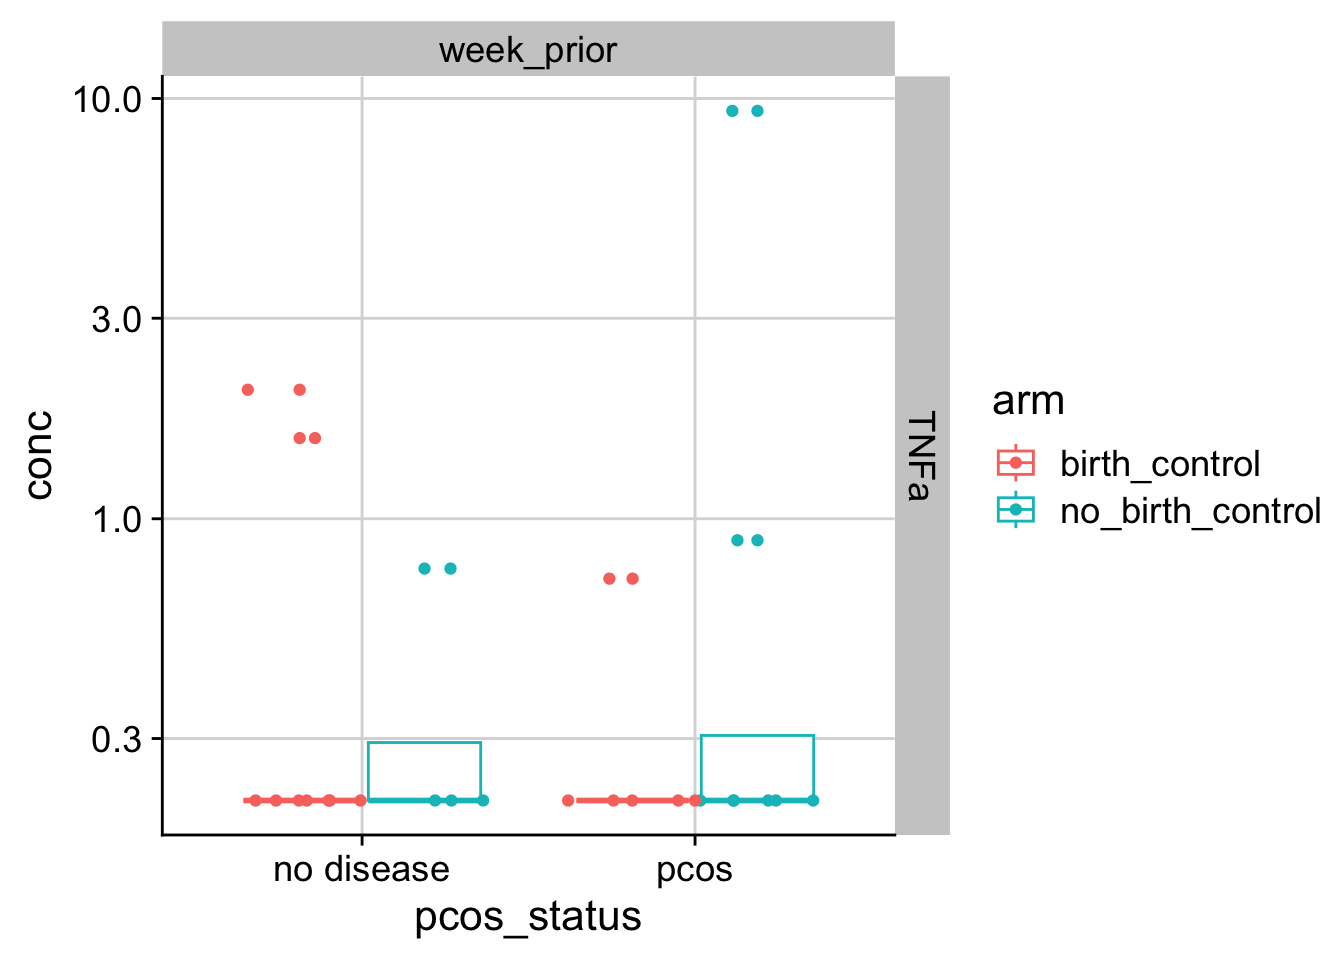 week_prior
10.0
3.0
1.0
0.3
conc
TNFa
no disease
pcos
pcos_status
arm
birth_control
no_birth_control